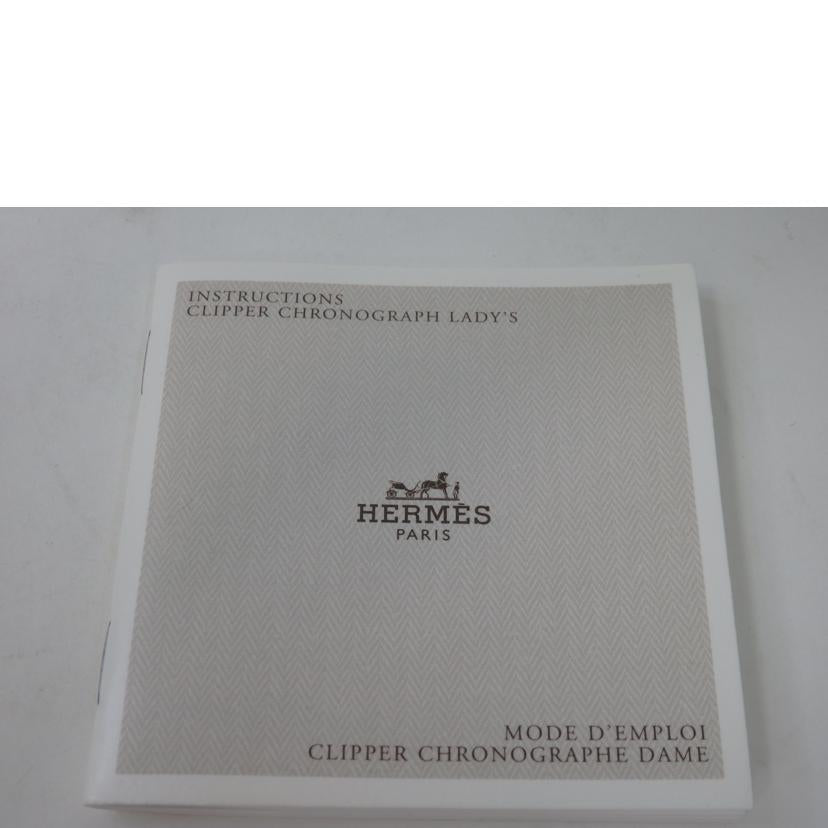 INSTRUCTIONS
CLIPPER CHRONOGRAPH LADY'S
HERMÈS
PARIS
MODE D'EMPLOI
CLIPPER CHRONOGRAPHE DAME